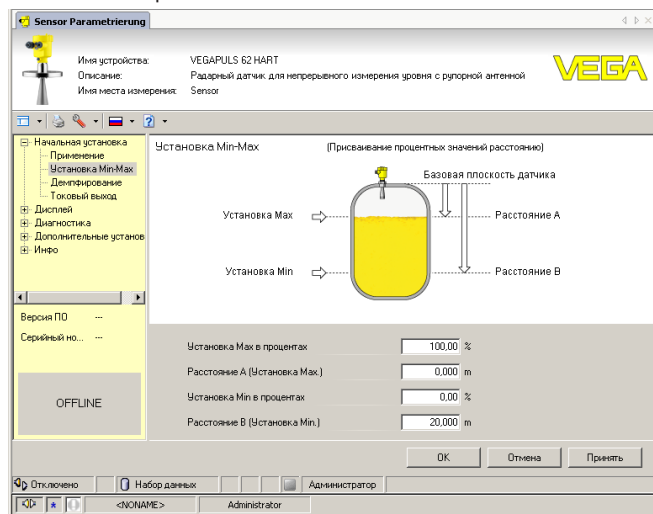 Sensor Parametrierung
Имя устройства: VEGAPULS 62 HART
Описание: Радарный датчик для непрерывного измерения уровня с рупорной антенной
Имя места измерения: Sensor
VEGA
Начальная установка
Применение
Установка Min-Max
Демпфирование
Токовый выход
Дисплей
Диагностика
Дополнительные установ
Инфо
Версия ПО ---
Серийный но... ---
OFFLINE
Установка Min-Max (Присваивание процентных значений расстоянию)
Базовая плоскость датчика
Установка Max Расстояние A
Установка Min Расстояние B
Установка Max в процентах 100,00 %
Расстояние A (Установка Max.) 0,000 m
Установка Min в процентах 0,00 %
Расстояние B (Установка Min.) 20,000 m
OK Отмена Принять
Отключено Набор данных Администратор
<NONAME> Administrator